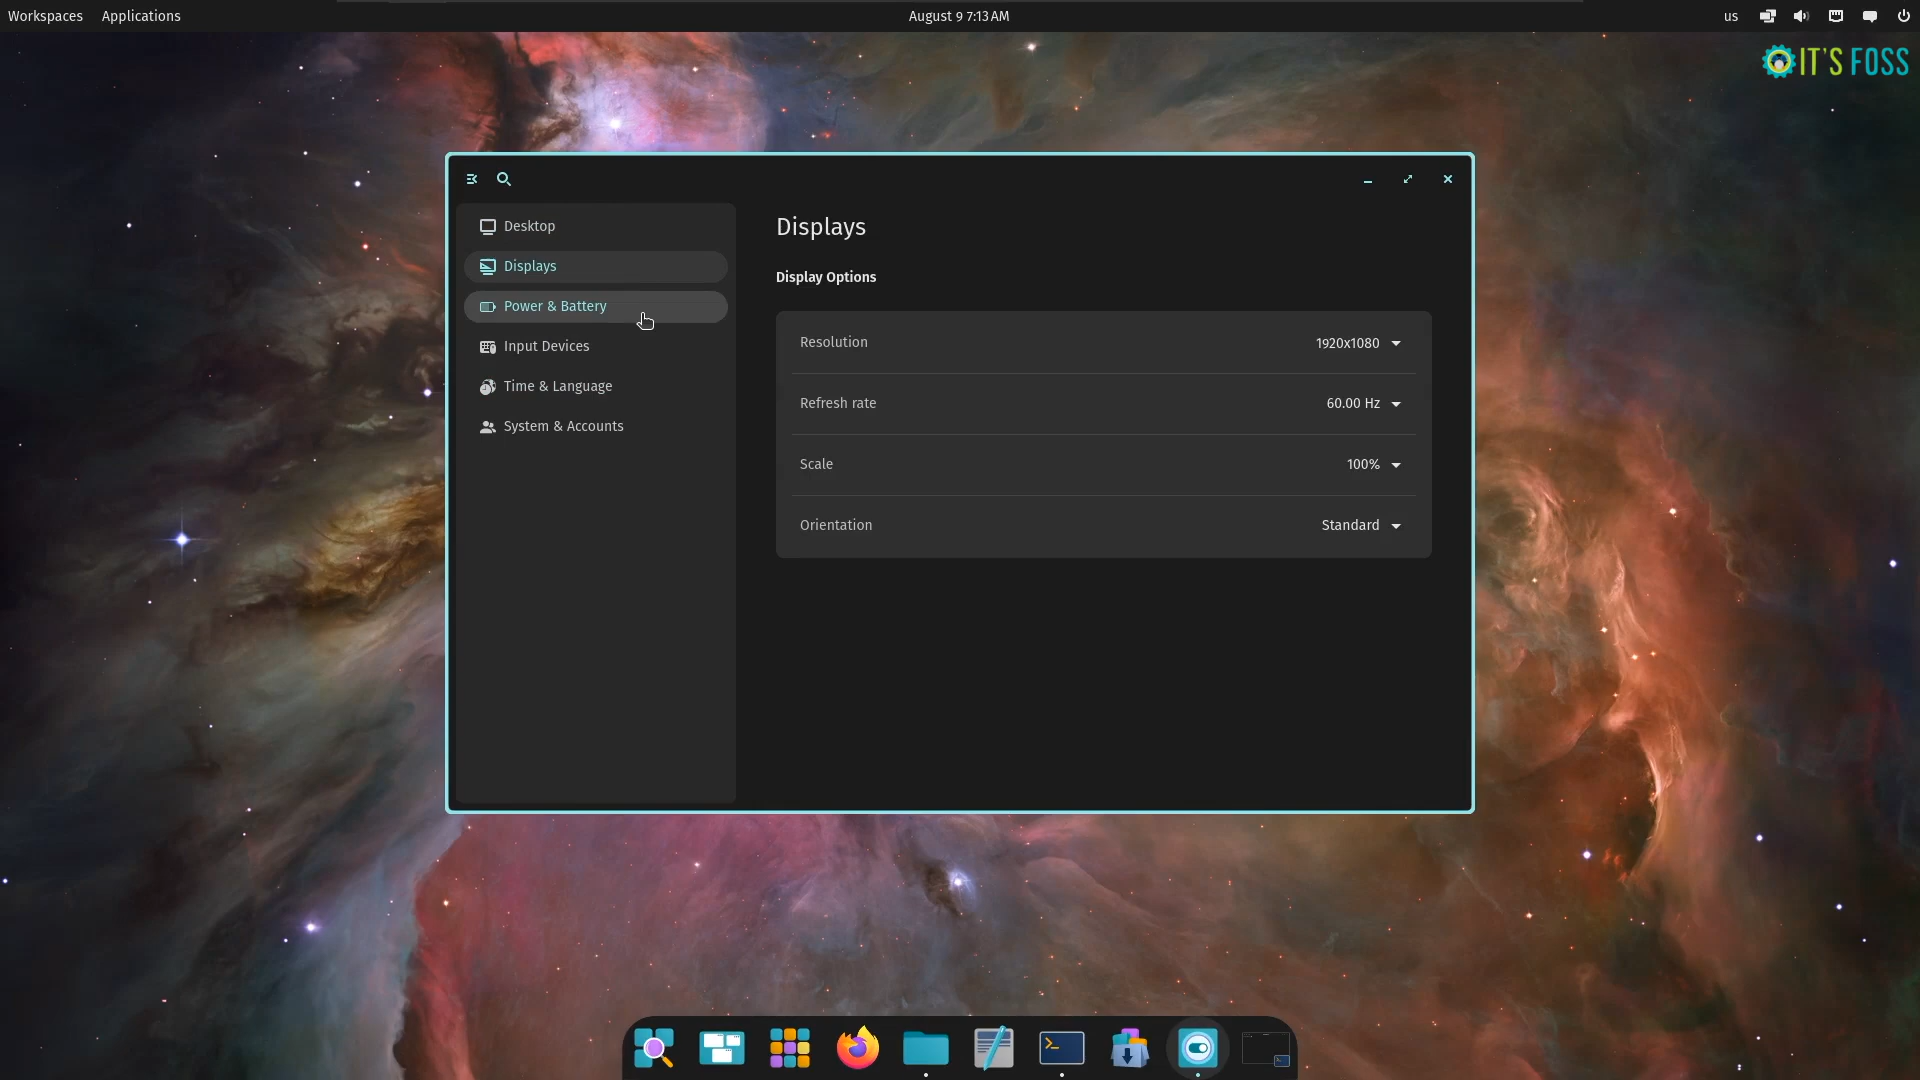 Workspaces Applications August 9 7:13 AM us
IT'S FOSS
Desktop
Displays
Power & Battery
Input Devices
Time & Language
System & Accounts
Displays
Display Options
Resolution 1920x1080
Refresh rate 60.00 Hz
Scale 100%
Orientation Standard